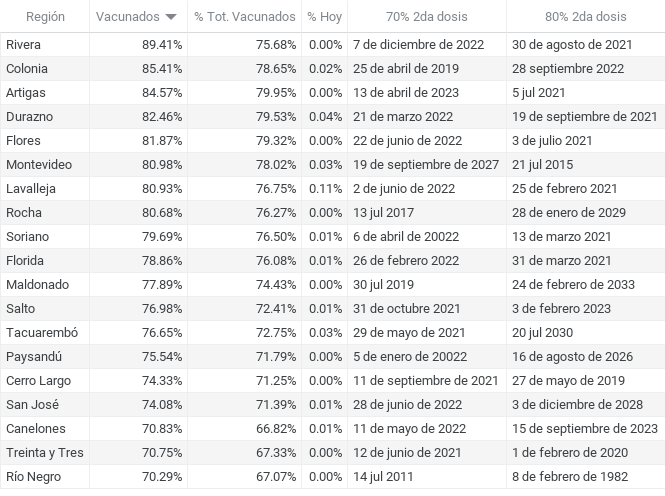 Región Vacunados % Tot. Vacunados % Hoy 70% 2da dosis 80% 2da dosis
Rivera 89.41% 75.68% 0.00% 7 de diciembre de 2022 30 de agosto de 2021
Colonia 85.41% 78.65% 0.02% 25 de abril de 2019 28 septiembre 2022
Artigas 84.57% 79.95% 0.00% 13 de abril de 2023 5 jul 2021
Durazno 82.46% 79.53% 0.04% 21 de marzo 2022 19 de septiembre de 2021
Flores 81.87% 79.32% 0.00% 22 de junio de 2022 3 de julio 2021
Montevideo 80.98% 78.02% 0.03% 19 de septiembre de 2027 21 jul 2015
Lavalleja 80.93% 76.75% 0.11% 2 de junio de 2022 25 de febrero 2021
Rocha 80.68% 76.27% 0.00% 13 jul 2017 28 de enero de 2029
Soriano 79.69% 76.50% 0.01% 6 de abril de 20022 13 de marzo 2021
Florida 78.86% 76.08% 0.01% 26 de febrero 2022 31 de marzo 2021
Maldonado 77.89% 74.43% 0.00% 30 jul 2019 24 de febrero de 2033
Salto 76.98% 72.41% 0.01% 31 de octubre 2021 3 de febrero 2023
Tacuarembó 76.65% 72.75% 0.03% 29 de mayo de 2021 20 jul 2030
Paysandú 75.54% 71.79% 0.00% 5 de enero de 20022 16 de agosto de 2026
Cerro Largo 74.33% 71.25% 0.00% 11 de septiembre de 2021 27 de mayo de 2019
San José 74.08% 71.39% 0.01% 28 de junio de 2022 3 de diciembre de 2028
Canelones 70.83% 66.82% 0.01% 11 de mayo de 2022 15 de septiembre de 2023
Treinta y Tres 70.75% 67.33% 0.00% 12 de junio de 2021 1 de febrero de 2020
Río Negro 70.29% 67.07% 0.00% 14 jul 2011 8 de febrero de 1982